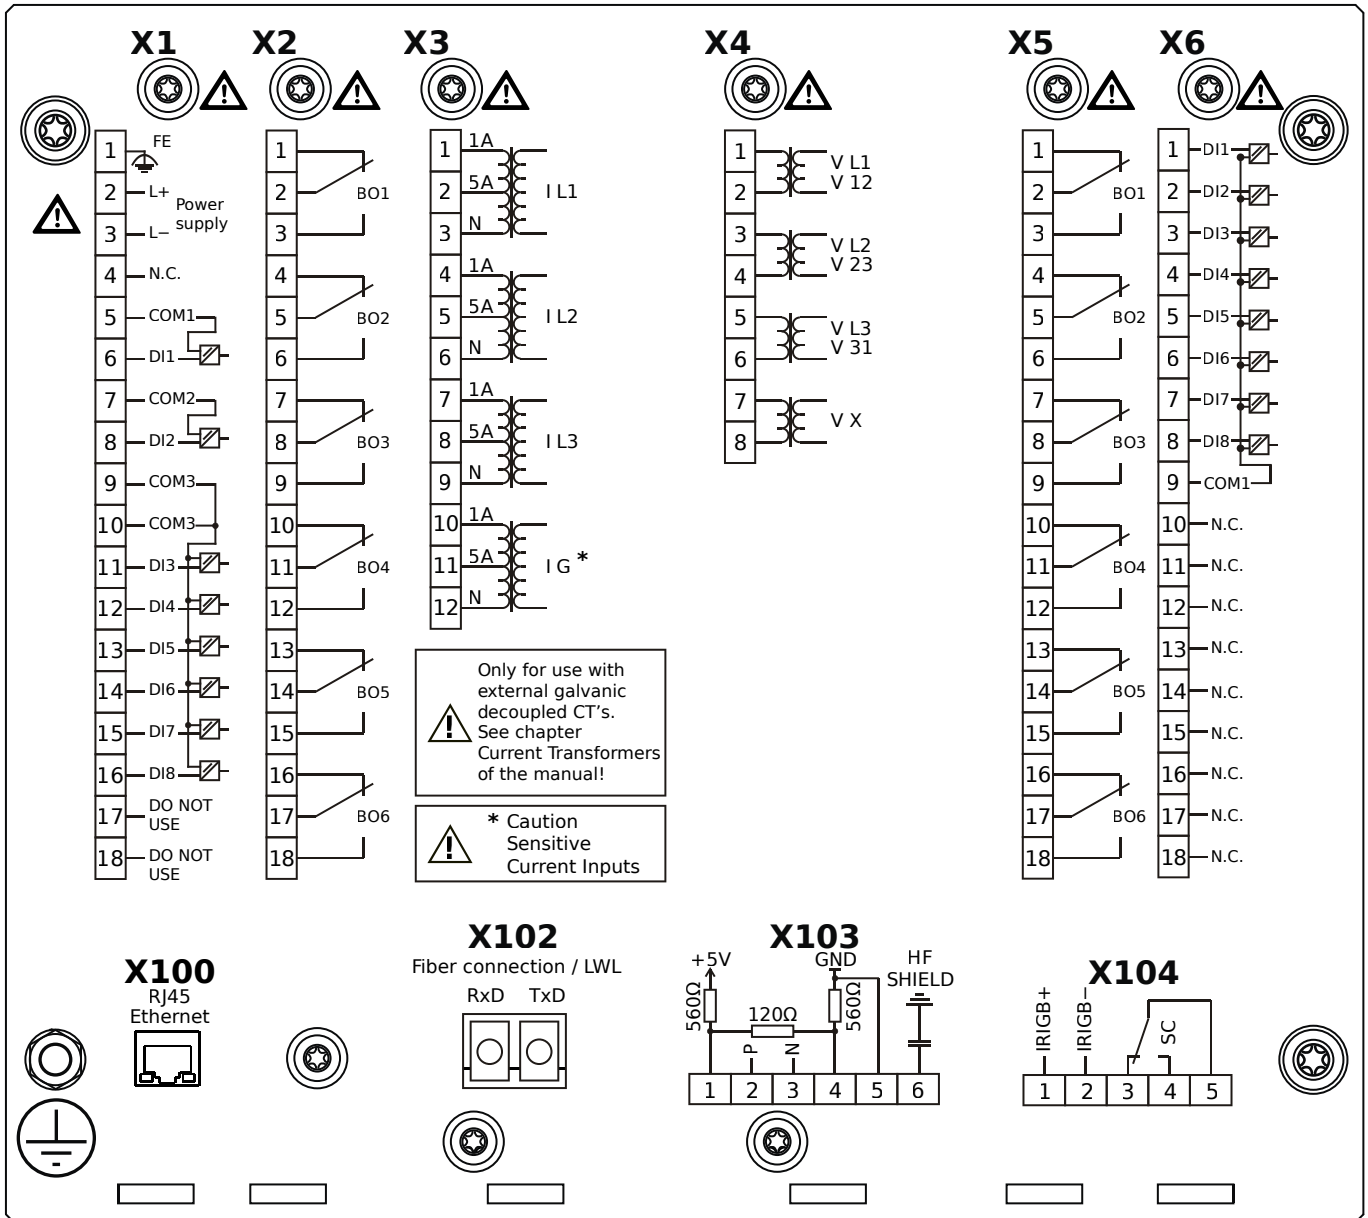 X1
X2
X3
X4
X5
X6
1 FE
2 L+
Power
supply
3 L−
4 N.C.
5 COM1
6 DI1
7 COM2
8 DI2
9 COM3
10 COM3
11 DI3
12 DI4
13 DI5
14 DI6
15 DI7
16 DI8
17 DO NOT
USE
18 DO NOT
USE
1
2 BO1
3
4
5 BO2
6
7
8 BO3
9
10
11 BO4
12
13
14 BO5
15
16
17 BO6
18
1 1A
2 5A I L1
3 N
4 1A
5 5A I L2
6 N
7 1A
8 5A I L3
9 N
10 1A
11 5A I G *
12 N
Only for use with
external galvanic
decoupled CT's.
See chapter
Current Transformers
of the manual!
* Caution
Sensitive
Current Inputs
1 V L1
2 V 12
3 V L2
4 V 23
5 V L3
6 V 31
7 V X
8
1
2 BO1
3
4
5 BO2
6
7
8 BO3
9
10
11 BO4
12
13
14 BO5
15
16
17 BO6
18
1 DI1
2 DI2
3 DI3
4 DI4
5 DI5
6 DI6
7 DI7
8 DI8
9 COM1
10 N.C.
11 N.C.
12 N.C.
13 N.C.
14 N.C.
15 N.C.
16 N.C.
17 N.C.
18 N.C.
X100
RJ45
Ethernet
X102
Fiber connection / LWL
RxD TxD
X103
+5V GND HF
SHIELD
560Ω 120Ω 560Ω
P N
1 2 3 4 5 6
X104
IRIGB+ IRIGB− SC
1 2 3 4 5